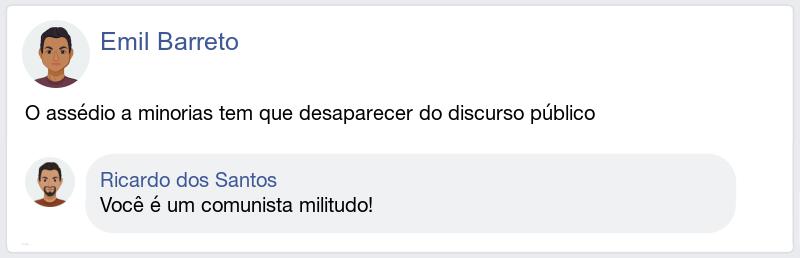 Emil Barreto
O assédio a minorias tem que desaparecer do discurso público
Ricardo dos Santos
Você é um comunista militudo!